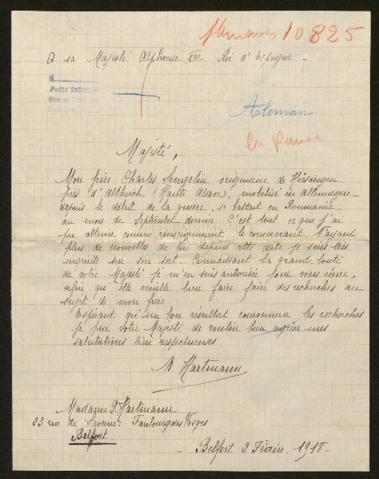 10825
A sa Majesté Alphonse XIII Roi d'Espagne.
Aleman
Majesté,
Mon frère Charles Sengelin originaire de Hirsingen
près d'Altkirch (Haute Alsace) mobilisé en Allemagne
depuis le début de la guerre, se battait en Roumanie
au mois de Septembre dernier. C'est tout ce que j'ai
pu obtenir comme renseignement le concernant. N'ayant
plus de nouvelles de lui depuis cette date je suis très
inquiète sur son sort. Connaissant la grande bonté
de votre Majesté je m'en suis autorisée pour vous écrire,
afin qu'elle veuille bien faire faire des recherches au
sujet de mon frère.
Espérant qu'un bon résultat couronnera les recherches
je prie votre Majesté de vouloir bien agréer mes
salutations très respectueuses
M. Hartmann
Madame P. Hartmann
23 rue de Faubourg des Vosges
Belfort
Belfort 2 Février 1918.